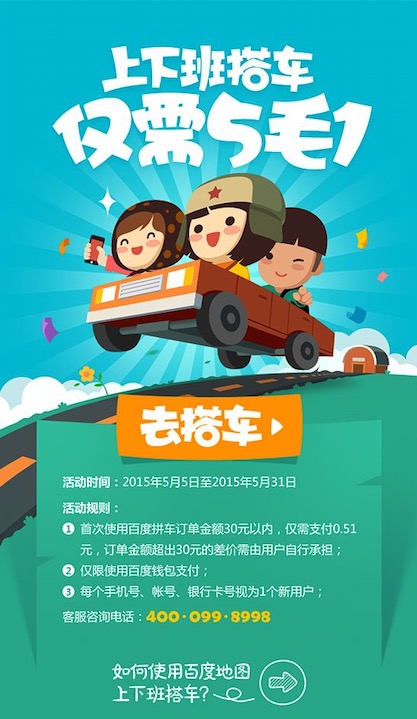 上下班搭车
仅需5毛1
去搭车
活动时间：2015年5月5日至2015年5月31日
活动规则：
1 首次使用百度拼车订单金额30元以内，仅需支付0.51
元，订单金额超出30元的差价需由用户自行承担；
2 仅限使用百度钱包支付；
3 每个手机号、帐号、银行卡号视为1个新用户；
客服咨询电话：400·099·8998
如何使用百度地图
上下班搭车？